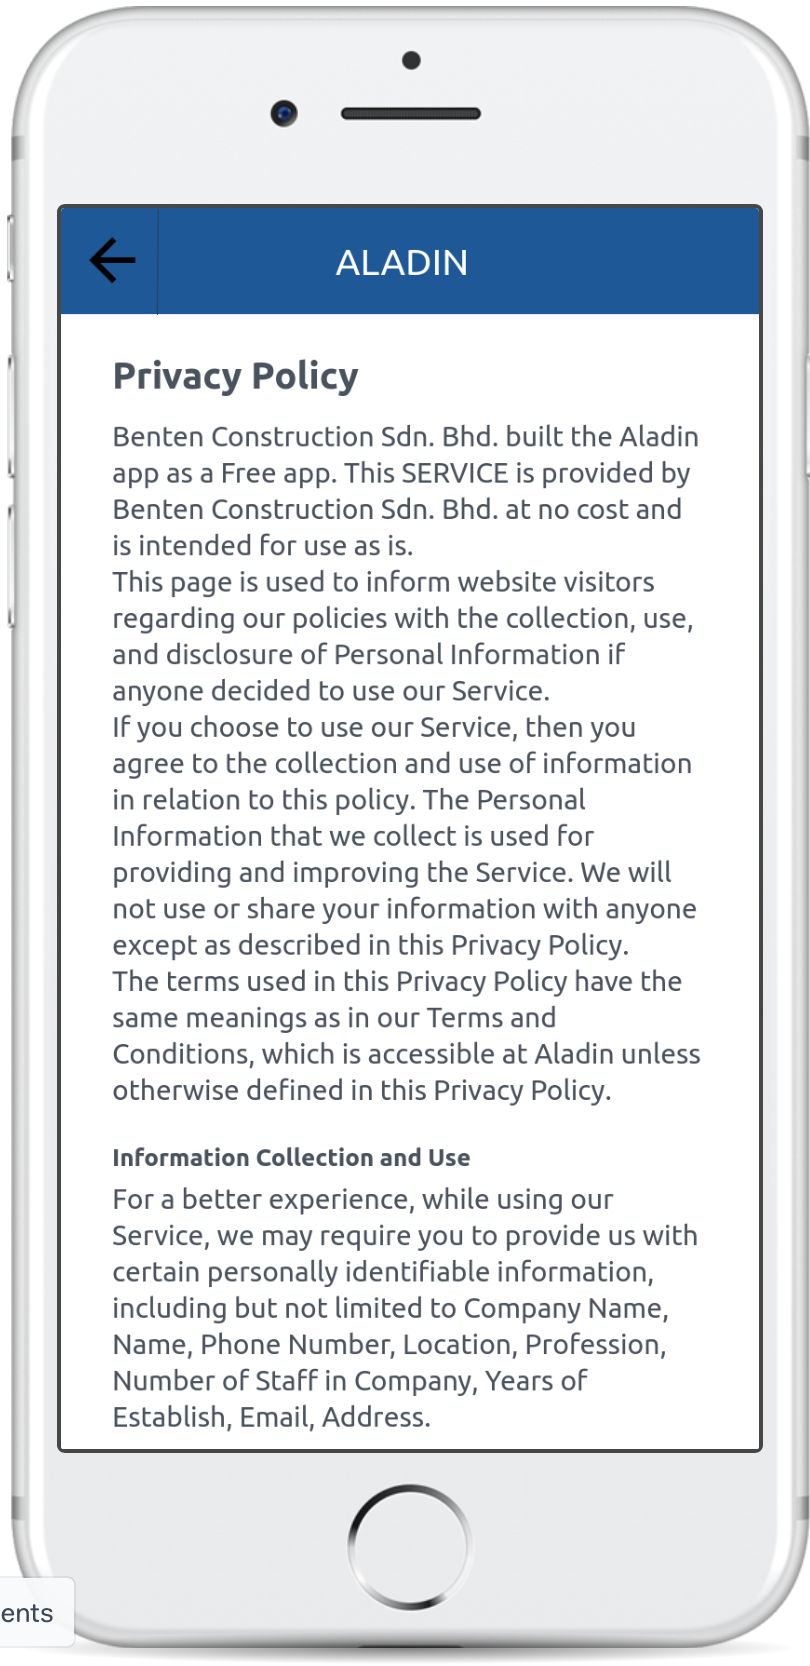 ALADIN
Privacy Policy
Benten Construction Sdn. Bhd. built the Aladin
app as a Free app. This SERVICE is provided by
Benten Construction Sdn. Bhd. at no cost and
is intended for use as is.
This page is used to inform website visitors
regarding our policies with the collection, use,
and disclosure of Personal Information if
anyone decided to use our Service.
If you choose to use our Service, then you
agree to the collection and use of information
in relation to this policy. The Personal
Information that we collect is used for
providing and improving the Service. We will
not use or share your information with anyone
except as described in this Privacy Policy.
The terms used in this Privacy Policy have the
same meanings as in our Terms and
Conditions, which is accessible at Aladin unless
otherwise defined in this Privacy Policy.
Information Collection and Use
For a better experience, while using our
Service, we may require you to provide us with
certain personally identifiable information,
including but not limited to Company Name,
Name, Phone Number, Location, Profession,
Number of Staff in Company, Years of
Establish, Email, Address.
ents